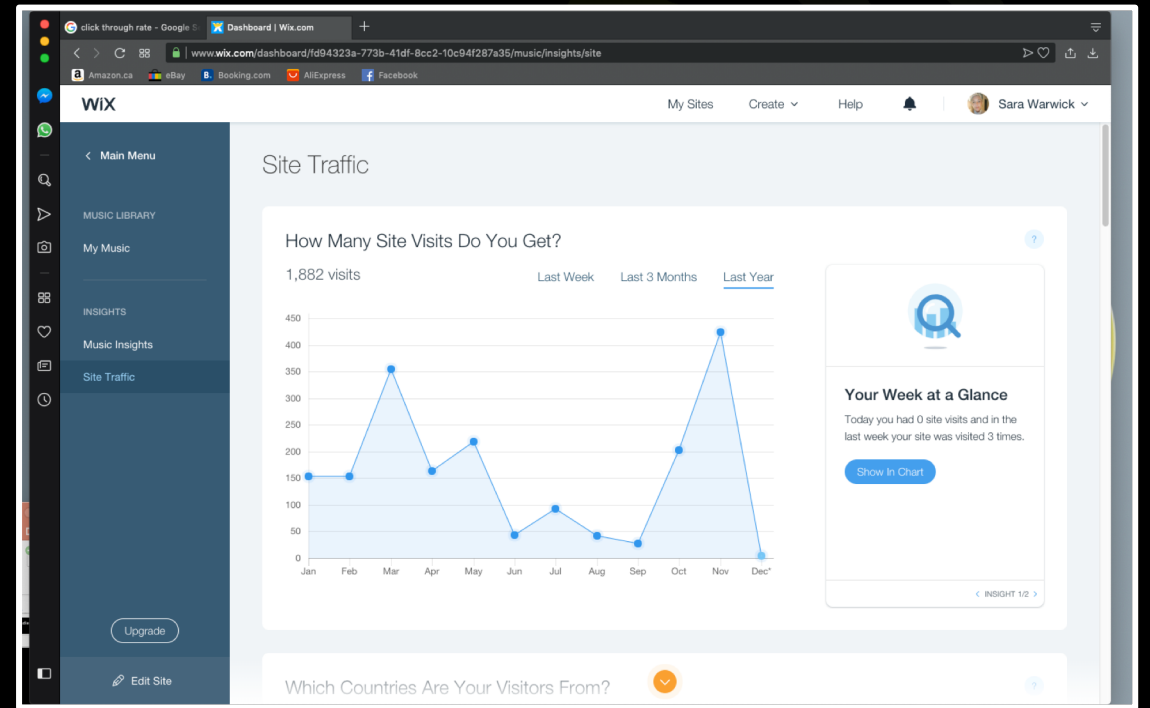 click through rate - Google S
Dashboard | Wix.com
www.wix.com/dashboard/fd94323a-773b-41df-8cc2-10c94f287a35/music/insights/site
Amazon.ca
eBay
B. Booking.com
AliExpress
Facebook
WiX
My Sites
Create
Help
Sara Warwick
Main Menu
MUSIC LIBRARY
My Music
INSIGHTS
Music Insights
Site Traffic
Upgrade
Edit Site
Site Traffic
How Many Site Visits Do You Get?
?
1,882 visits
Last Week
Last 3 Months
Last Year
450
400
350
300
250
200
150
100
50
0
Jan Feb Mar Apr May Jun Jul Aug Sep Oct Nov Dec*
Your Week at a Glance
Today you had 0 site visits and in the
last week your site was visited 3 times.
Show In Chart
< INSIGHT 1/2 >
Which Countries Are Your Visitors From?
?